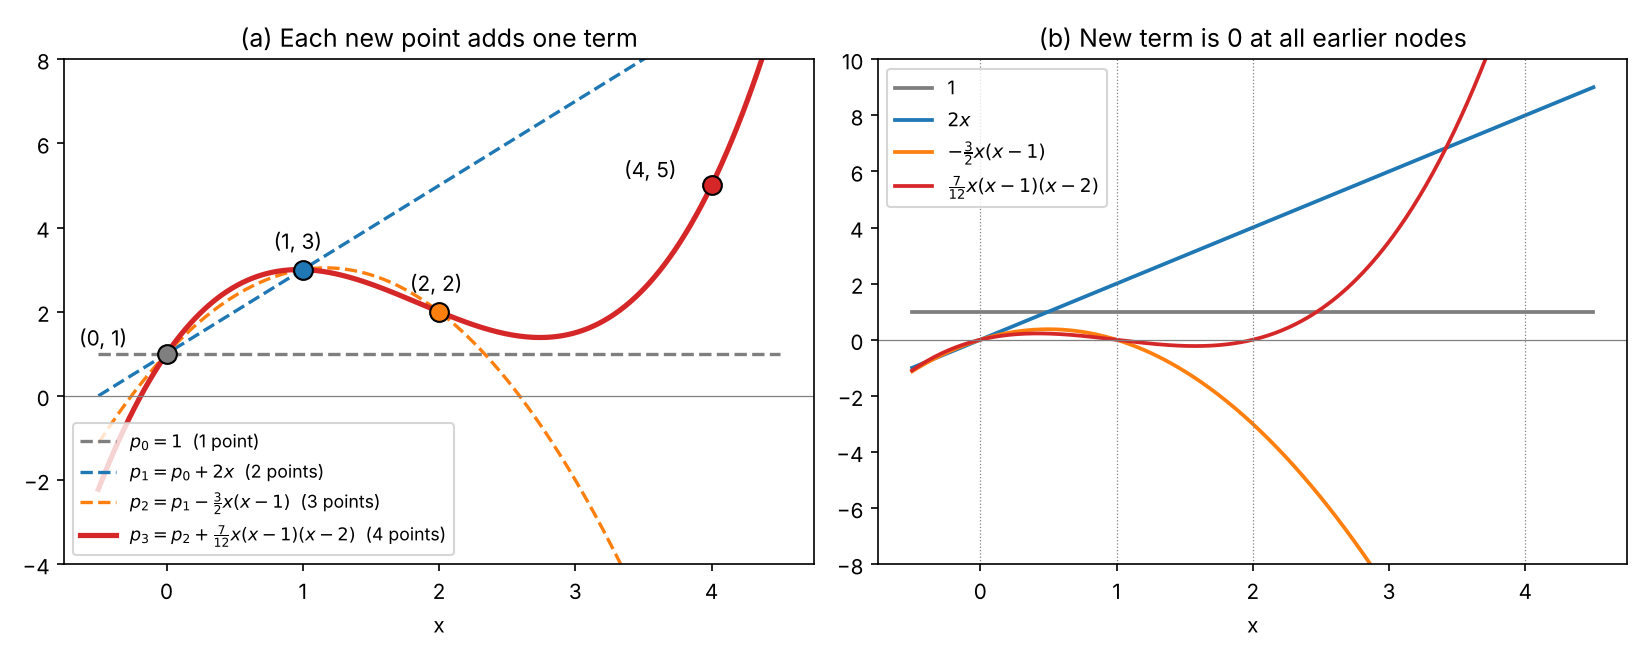 (a) Each new point adds one term
8
6
4
2
0
−2
−4
(4, 5)
(1, 3)
(2, 2)
(0, 1)
p₀ = 1 (1 point)
p₁ = p₀ + 2x (2 points)
p₂ = p₁ − 3/2 x(x − 1) (3 points)
p₃ = p₂ + 7/12 x(x − 1)(x − 2) (4 points)
0 1 2 3 4
x
(b) New term is 0 at all earlier nodes
10
8
6
4
2
0
−2
−4
−6
−8
1
2x
−3/2 x(x − 1)
7/12 x(x − 1)(x − 2)
0 1 2 3 4
x